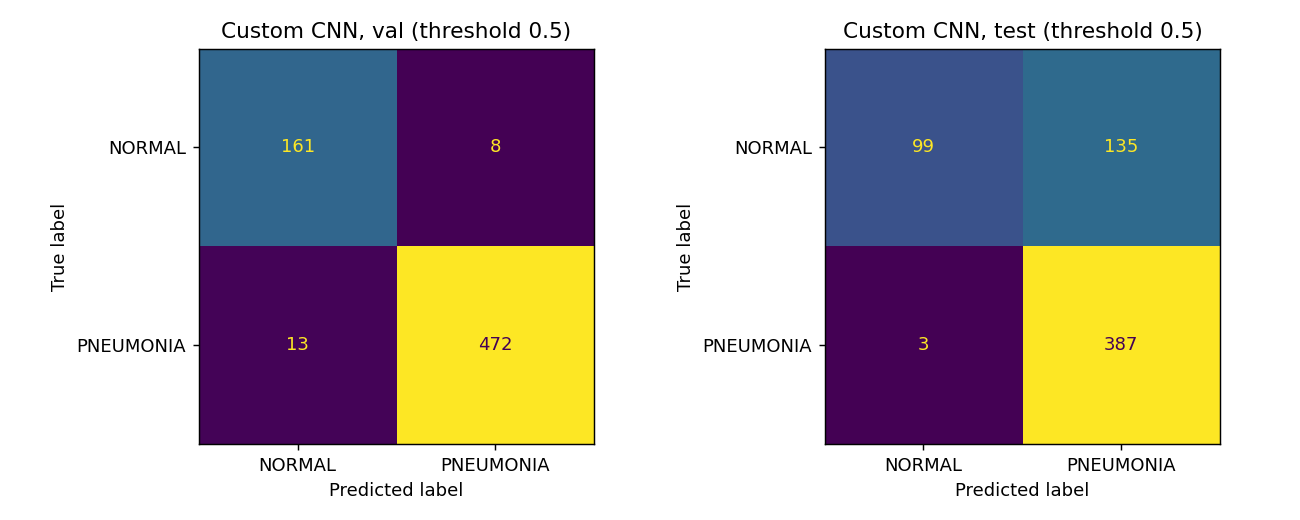 Custom CNN, val (threshold 0.5)
NORMAL
161
8
True label
PNEUMONIA
13
472
NORMAL
PNEUMONIA
Predicted label
Custom CNN, test (threshold 0.5)
NORMAL
99
135
True label
PNEUMONIA
3
387
NORMAL
PNEUMONIA
Predicted label